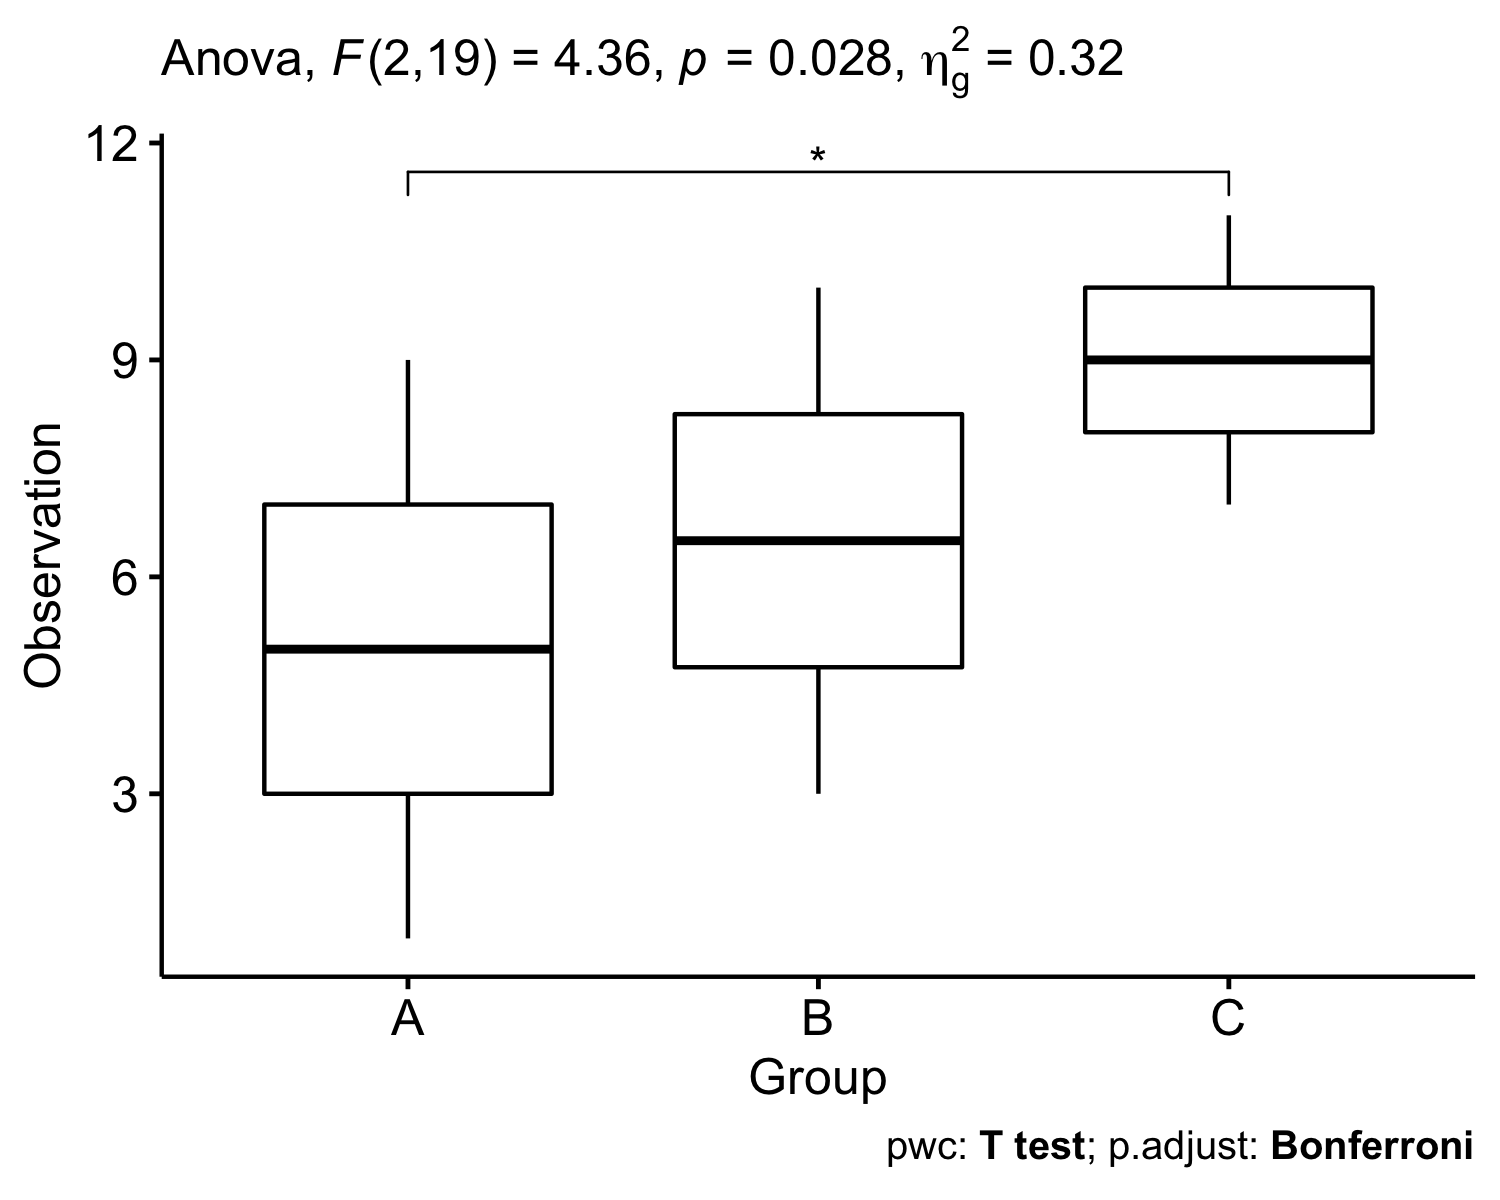 Anova, F(2,19) = 4.36, p = 0.028, η²g = 0.32
12
*
9
6
3
Observation
A B C
Group
pwc: T test; p.adjust: Bonferroni